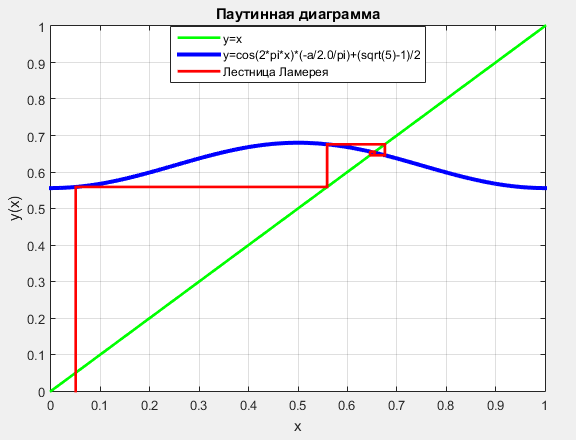 Паутинная диаграмма
y=x
y=cos(2*pi*x)*(-a/2.0/pi)+(sqrt(5)-1)/2
Лестница Ламерея
1
0.9
0.8
0.7
0.6
0.5
0.4
0.3
0.2
0.1
0
y(x)
0 0.1 0.2 0.3 0.4 0.5 0.6 0.7 0.8 0.9 1
x